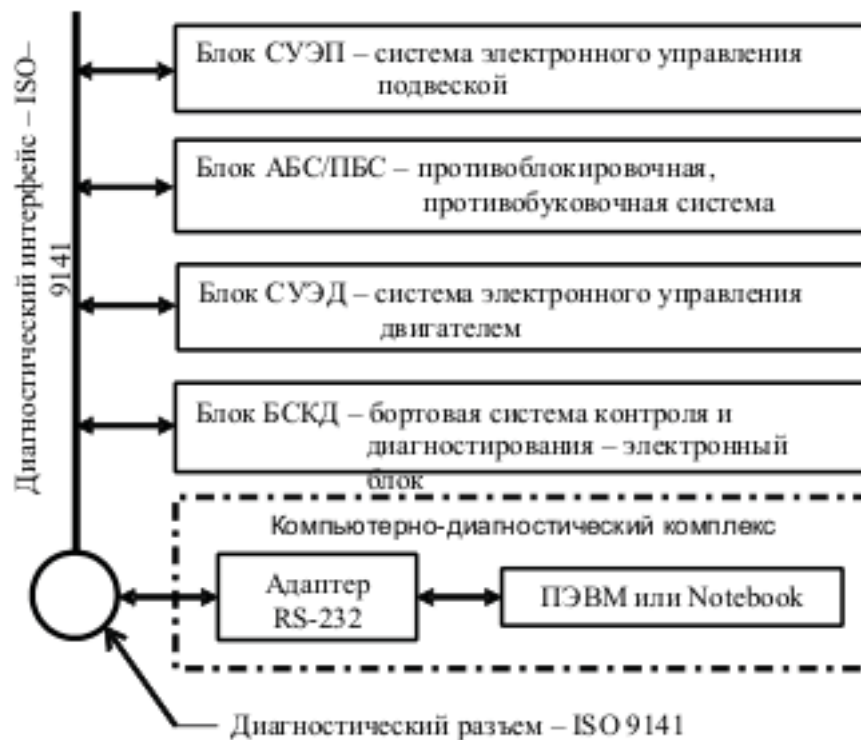 Диагностический интерфейс – ISO–
9141
Блок СУЭП – система электронного управления
подвеской
Блок АБС/ПБС – противоблокировочная,
противобуковочная система
Блок СУЭД – система электронного управления
двигателем
Блок БСКД – бортовая система контроля и
диагностирования – электронный
блок
Компьютерно-диагностический комплекс
Адаптер
RS-232
ПЭВМ или Notebook
Диагностический разъем – ISO 9141